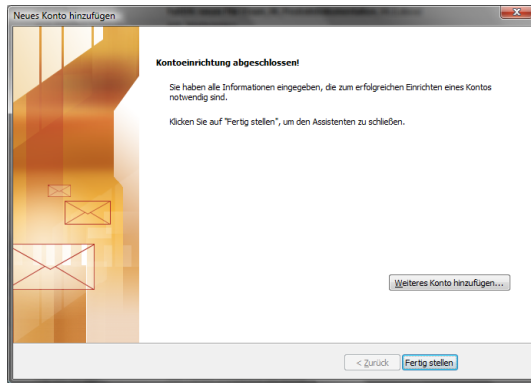 Neues Konto hinzufügen
Kontoeinrichtung abgeschlossen!
Sie haben alle Informationen eingegeben, die zum erfolgreichen Einrichten eines Kontos
notwendig sind.
Klicken Sie auf "Fertig stellen", um den Assistenten zu schließen.
Weiteres Konto hinzufügen...
< Zurück
Fertig stellen